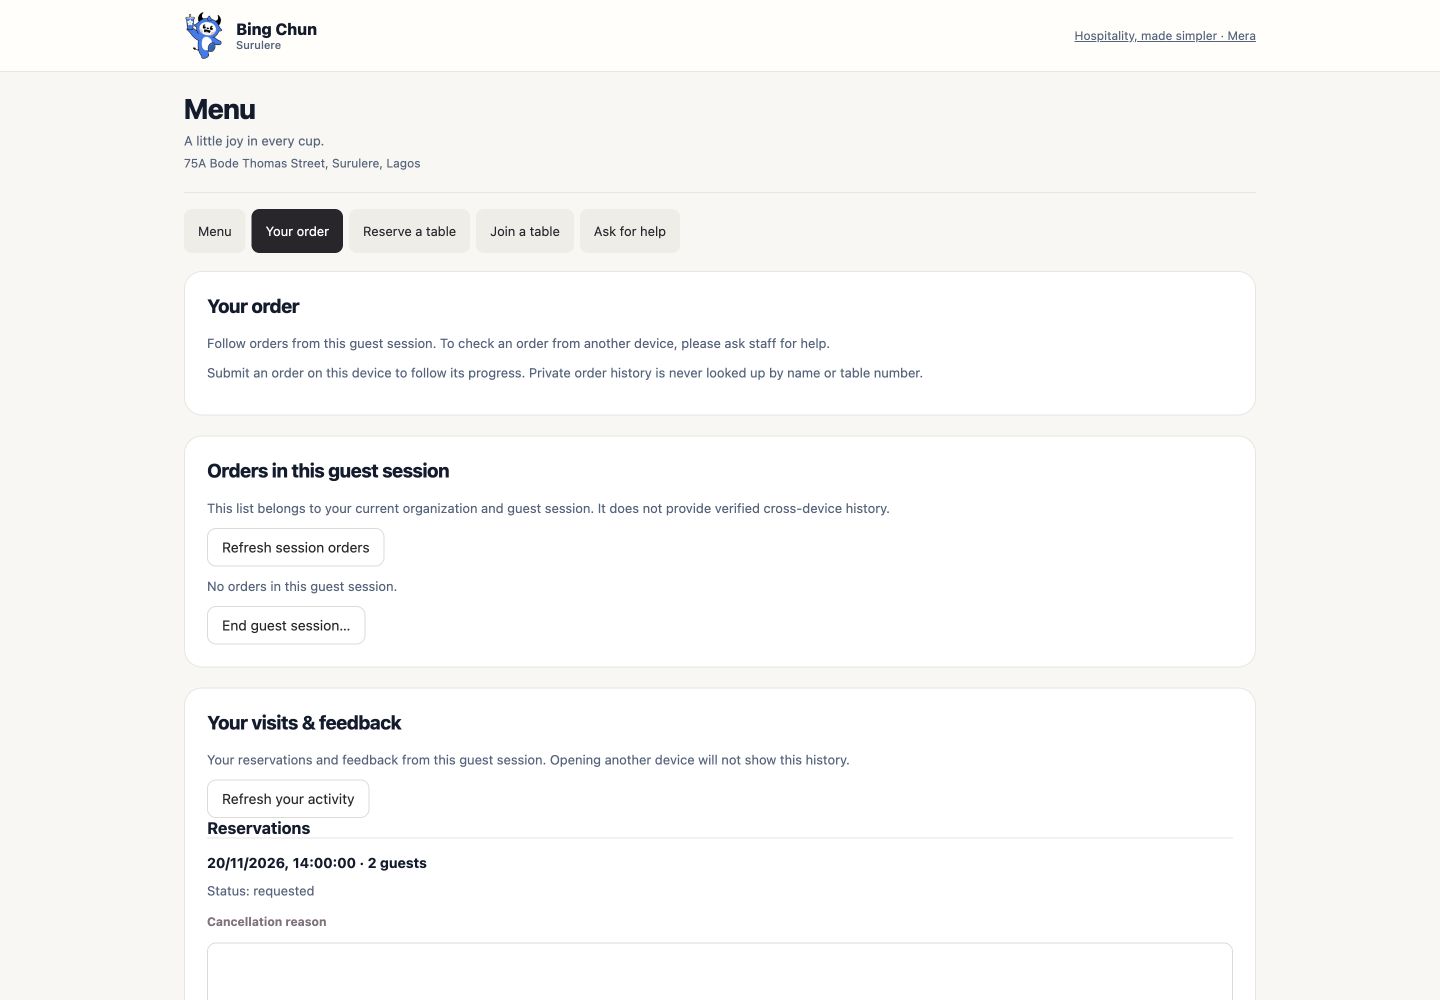 Bing Chun
Surulere
Hospitality, made simpler · Mera
Menu
A little joy in every cup.
75A Bode Thomas Street, Surulere, Lagos
Menu
Your order
Reserve a table
Join a table
Ask for help
Your order
Follow orders from this guest session. To check an order from another device, please ask staff for help.
Submit an order on this device to follow its progress. Private order history is never looked up by name or table number.
Orders in this guest session
This list belongs to your current organization and guest session. It does not provide verified cross-device history.
Refresh session orders
No orders in this guest session.
End guest session...
Your visits & feedback
Your reservations and feedback from this guest session. Opening another device will not show this history.
Refresh your activity
Reservations
20/11/2026, 14:00:00 · 2 guests
Status: requested
Cancellation reason